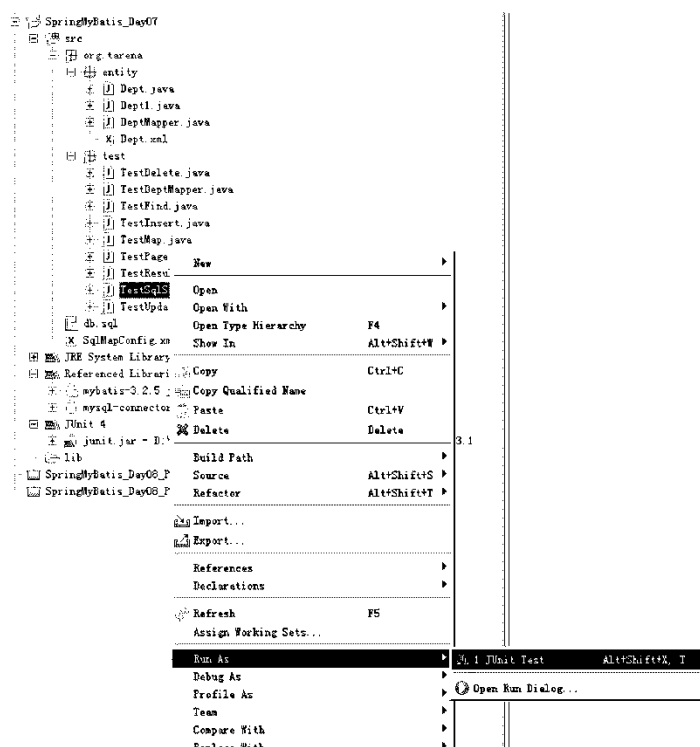 SpringMyBatis_Day07
src
org.tarena
entity
Dept.java
Dept1.java
DeptMapper.java
Dept.xml
test
TestDelete.java
TestDeptMapper.java
TestFind.java
TestInsert.java
TestMap.java
TestPage
TestResul
TestSqlS
TestUpda
db.sql
SqlMapConfig.xm
JRE System Library
Referenced Librari
mybatis-3.2.5
mysql-connector
JUnit 4
junit.jar - D:\
lib
SpringMyBatis_Day08_P
SpringMyBatis_Day08_P
3.1
New
Open
Open With
Open Type Hierarchy F4
Show In Alt+Shift+W
Copy Ctrl+C
Copy Qualified Name
Paste Ctrl+V
Delete Delete
Build Path
Source Alt+Shift+S
Refactor Alt+Shift+T
Import...
Export...
References
Declarations
Refresh F5
Assign Working Sets...
Run As
Debug As
Profile As
Team
Compare With
Replace With
1 JUnit Test Alt+Shift+X, T
Open Run Dialog...